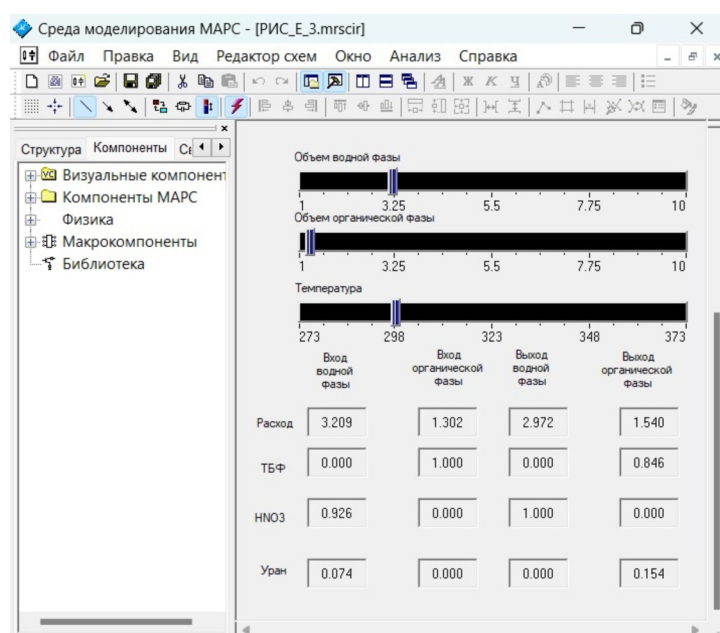 Среда моделирования МАРС - [РИС_Е_3.mrscir]
Файл Правка Вид Редактор схем Окно Анализ Справка
Ж К Ч
Структура Компоненты
Визуальные компонент
Компоненты МАРС
Физика
Макрокомпоненты
Библиотека
Объем водной фазы
1 3.25 5.5 7.75 10
Объем органической фазы
1 3.25 5.5 7.75 10
Температура
273 298 323 348 373
Вход водной фазы
Вход органической фазы
Выход водной фазы
Выход органической фазы
Расход 3.209 1.302 2.972 1.540
ТБФ 0.000 1.000 0.000 0.846
HNO3 0.926 0.000 1.000 0.000
Уран 0.074 0.000 0.000 0.154